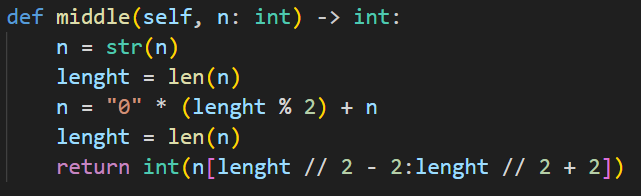 def middle(self, n: int) -> int:
    n = str(n)
    lenght = len(n)
    n = "0" * (lenght % 2) + n
    lenght = len(n)
    return int(n[lenght // 2 - 2:lenght // 2 + 2])